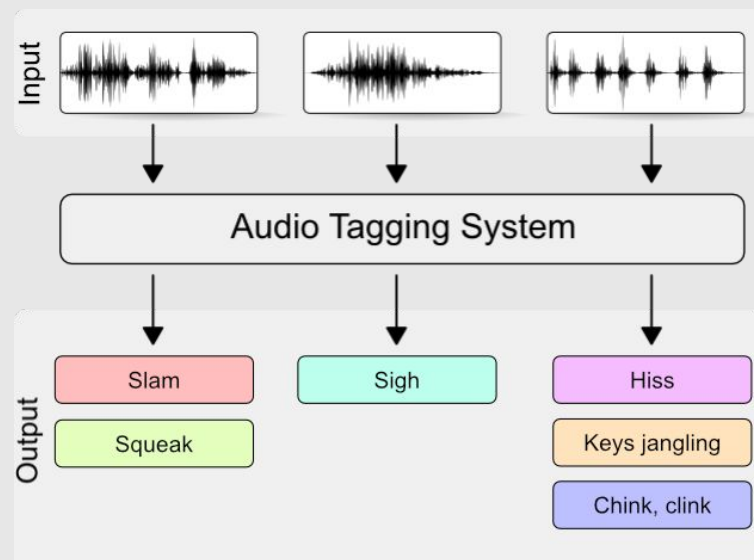 Input
Audio Tagging System
Output
Slam
Sigh
Hiss
Squeak
Keys jangling
Chink, clink